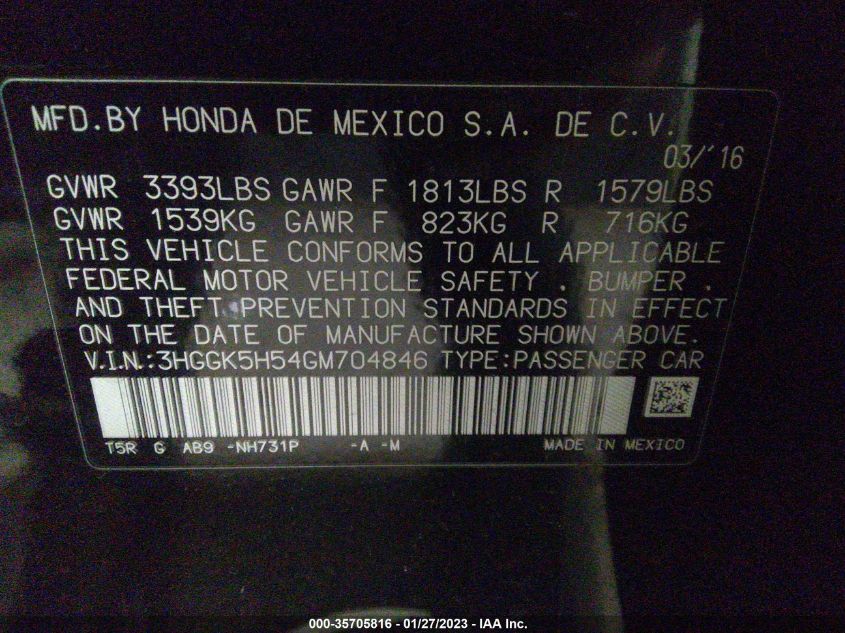 MFD.BY HONDA DE MEXICO S.A. DE C.V.
03/'16
GVWR 3393LBS GAWR F 1813LBS R 1579LBS
GVWR 1539KG GAWR F 823KG R 716KG
THIS VEHICLE CONFORMS TO ALL APPLICABLE
FEDERAL MOTOR VEHICLE SAFETY , BUMPER ,
AND THEFT PREVENTION STANDARDS IN EFFECT
ON THE DATE OF MANUFACTURE SHOWN ABOVE.
V.I.N.:3HGGK5H54GM704846 TYPE:PASSENGER CAR
T5R G AB9 -NH731P -A -M MADE IN MEXICO
000-35705816 - 01/27/2023 - IAA Inc.